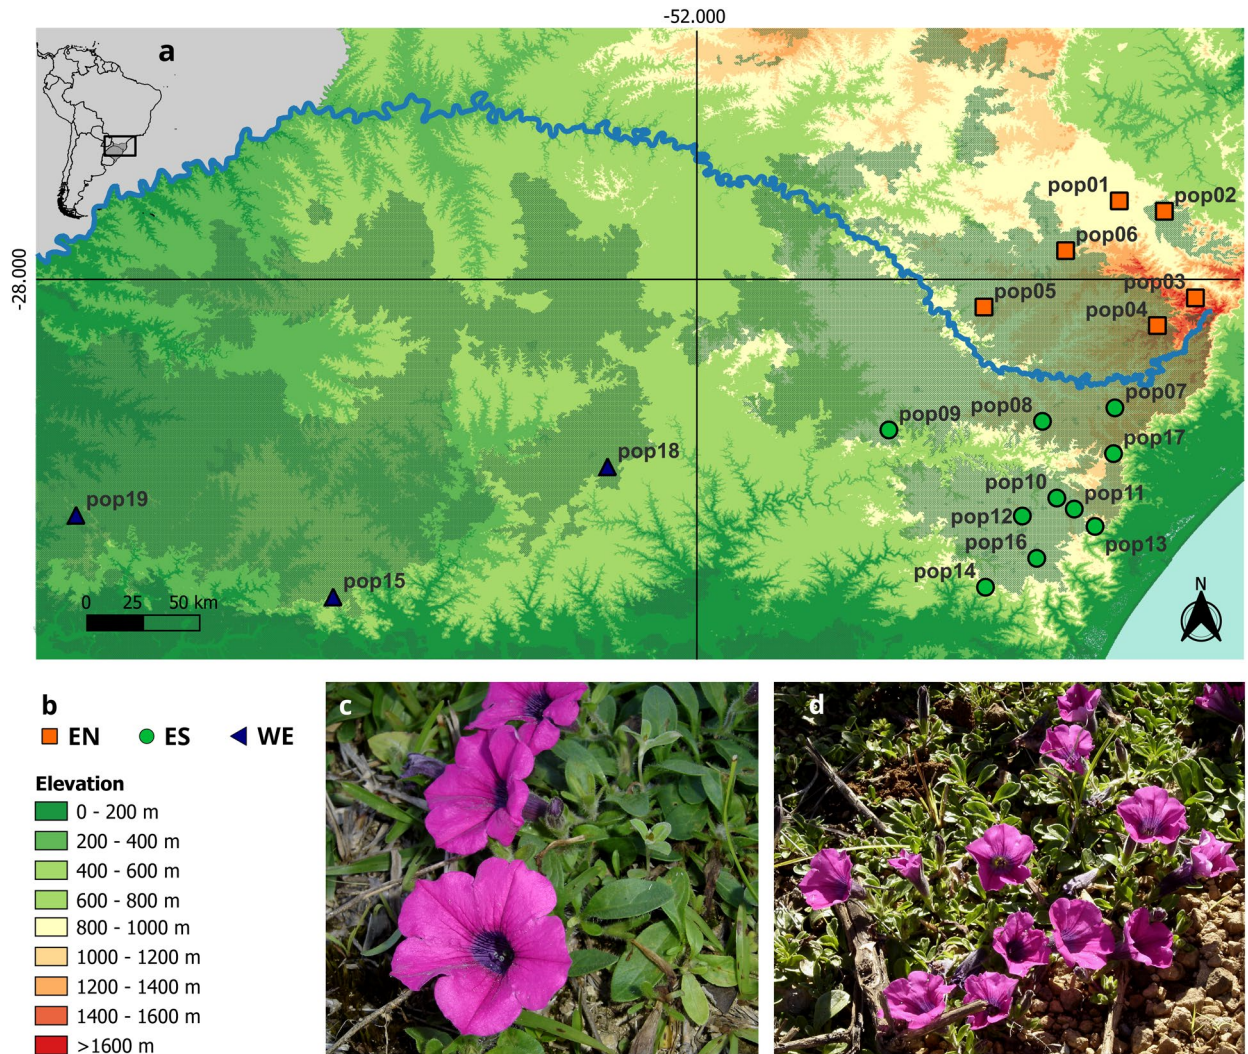 -52.000
a
-28.000
pop01
pop02
pop06
pop03
pop05
pop04
pop07
pop08
pop09
pop17
pop18
pop10
pop11
pop19
pop12
pop13
pop16
pop14
pop15
0 25 50 km
N
b
EN ES WE
Elevation
0 - 200 m
200 - 400 m
400 - 600 m
600 - 800 m
800 - 1000 m
1000 - 1200 m
1200 - 1400 m
1400 - 1600 m
>1600 m
c
d